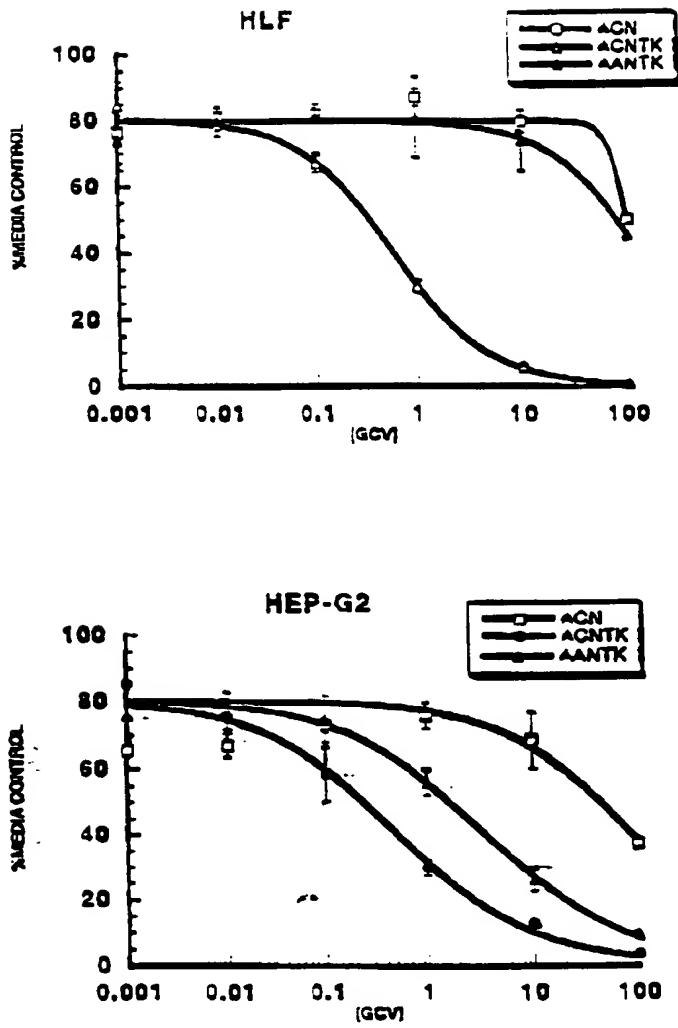 HLF
ACN
ACNTK
AANTK
%MEDIA CONTROL
100
80
60
40
20
0
0.001 0.01 0.1 1 10 100
[GCV]
HEP-G2
ACN
ACNTK
AANTK
%MEDIA CONTROL
100
80
60
40
20
0
0.001 0.01 0.1 1 10 100
[GCV]